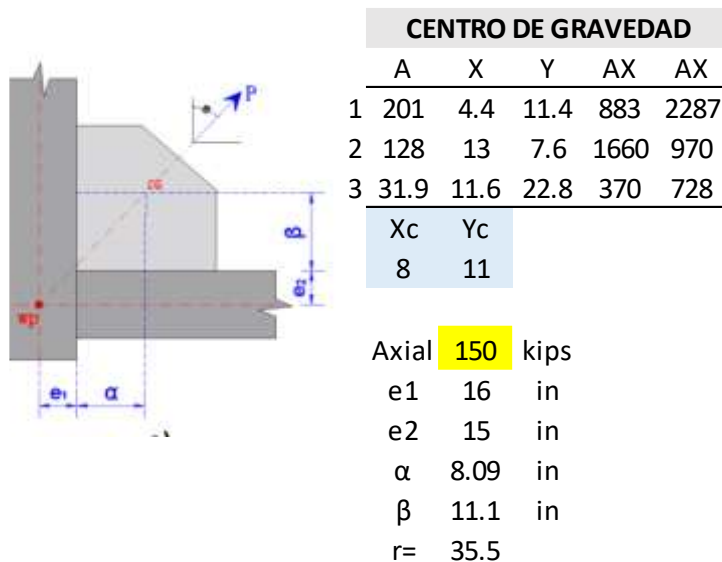 CENTRO DE GRAVEDAD
A X Y AX AX
1 201 4.4 11.4 883 2287
2 128 13 7.6 1660 970
3 31.9 11.6 22.8 370 728
Xc Yc
8 11
Axial 150 kips
e1 16 in
e2 15 in
α 8.09 in
β 11.1 in
r= 35.5
P
cg
β
e2
wp
e1 α